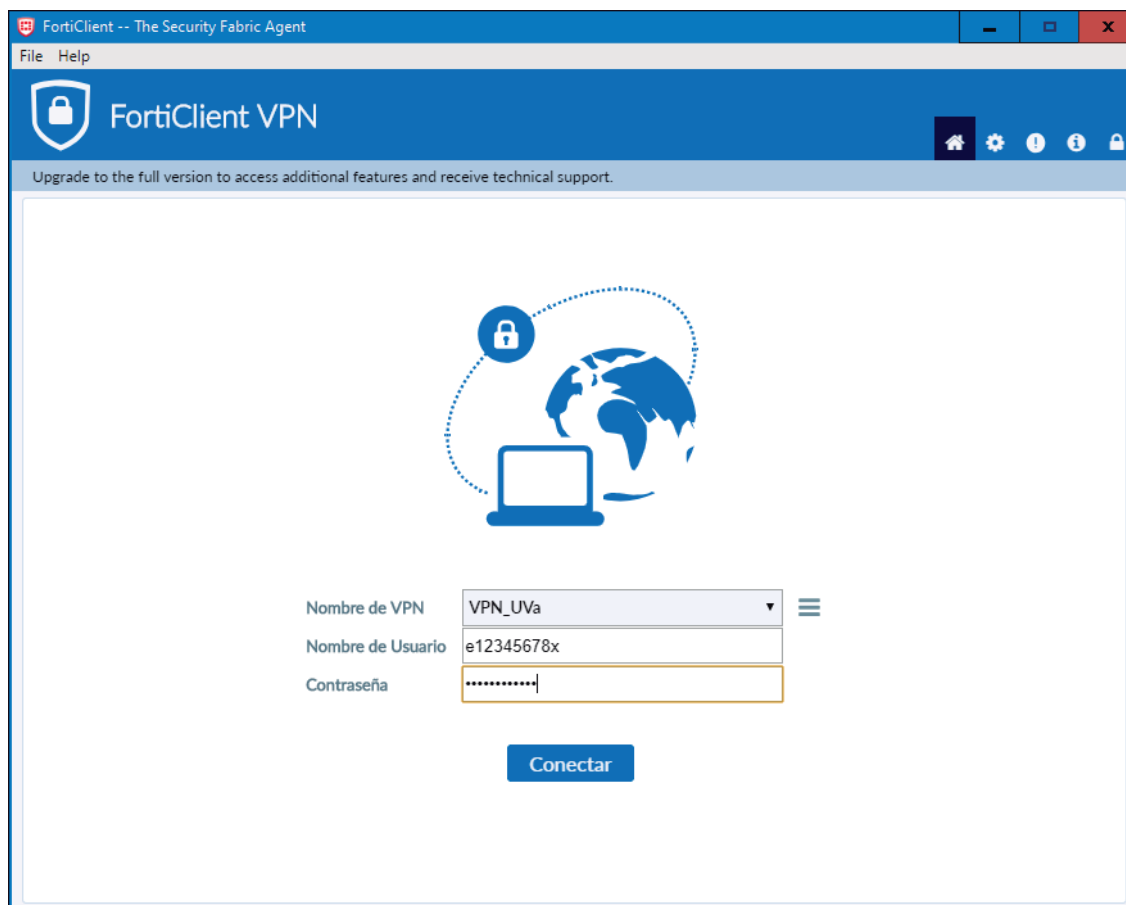 FortiClient -- The Security Fabric Agent
File Help
FortiClient VPN
Upgrade to the full version to access additional features and receive technical support.
Nombre de VPN VPN_UVa
Nombre de Usuario e12345678x
Contraseña ••••••••••••
Conectar